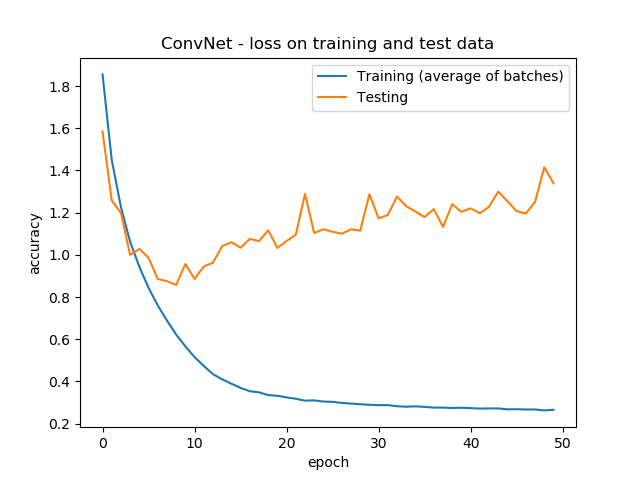 ConvNet - loss on training and test data
Training (average of batches)
Testing
accuracy
1.8
1.6
1.4
1.2
1.0
0.8
0.6
0.4
0.2
0 10 20 30 40 50
epoch